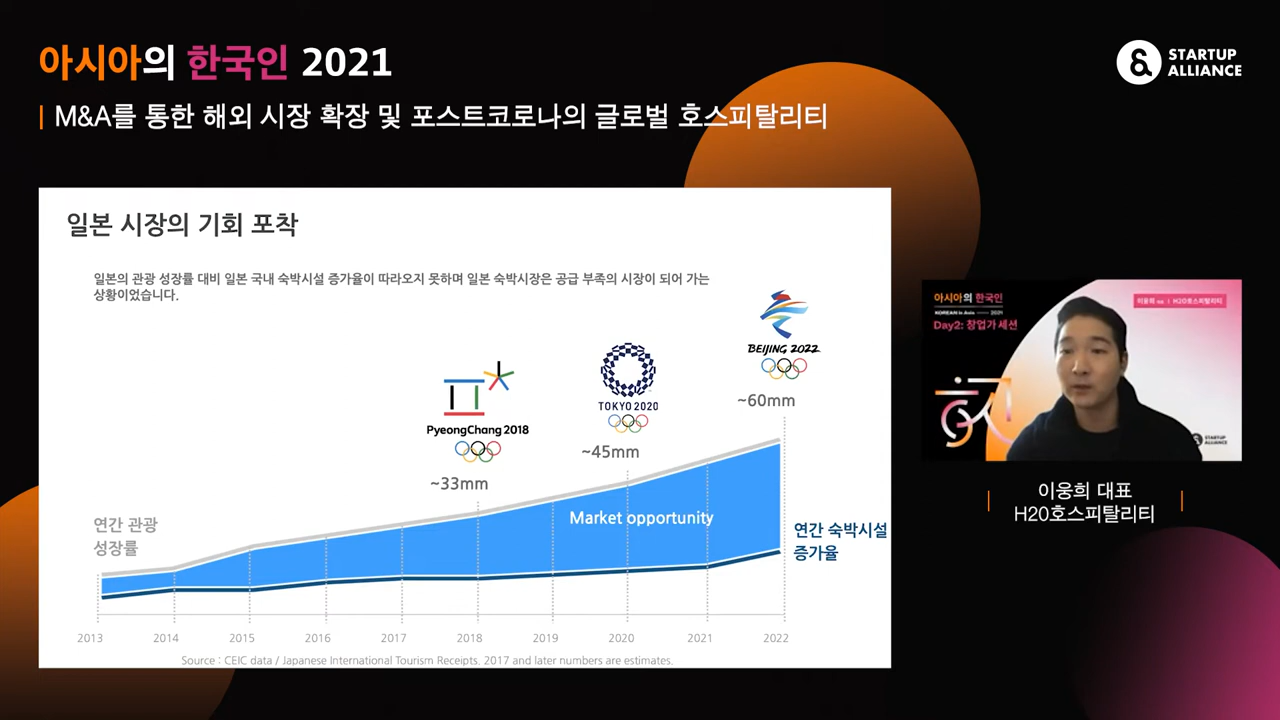 아시아의 한국인 2021
STARTUP
ALLIANCE
M&A를 통한 해외 시장 확장 및 포스트코로나의 글로벌 호스피탈리티
일본 시장의 기회 포착
일본의 관광 성장률 대비 일본 국내 숙박시설 증가율이 따라오지 못하며 일본 숙박시장은 공급 부족의 시장이 되어 가는
상황이었습니다.
BEIJING 2022
~60mm
TOKYO 2020
~45mm
PyeongChang 2018
~33mm
연간 관광
성장률
Market opportunity
연간 숙박시설
증가율
2013 2014 2015 2016 2017 2018 2019 2020 2021 2022
Source : CEIC data / Japanese International Tourism Receipts. 2017 and later numbers are estimates.
아시아의 한국인
KOREAN in Asia 2021
Day2: 창업가 세션
이웅희 | H2O호스피탈리티
STARTUP
ALLIANCE
이웅희 대표
H2O호스피탈리티